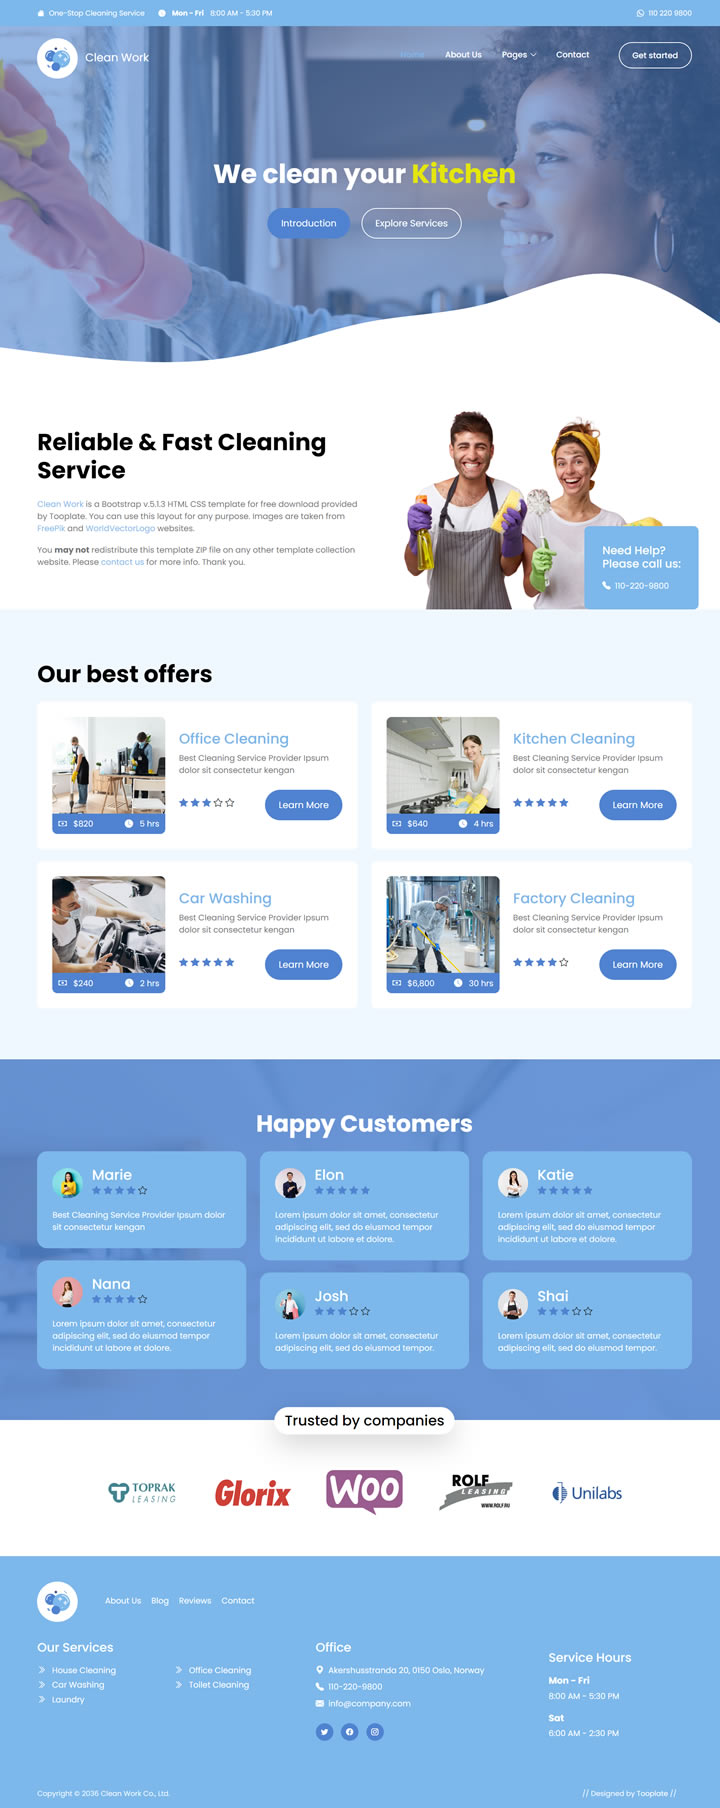 One-Stop Cleaning Service
Mon - Fri 8:00 AM - 5:30 PM
110 220 9800
Clean Work
Home
About Us
Pages
Contact
Get started
We clean your Kitchen
Introduction
Explore Services
Reliable & Fast Cleaning
Service
Clean Work is a Bootstrap v.5.1.3 HTML CSS template for free download provided
by Tooplate. You can use this layout for any purpose. Images are taken from
FreePik and WorldVectorLogo websites.
You may not redistribute this template ZIP file on any other template collection
website. Please contact us for more info. Thank you.
Need Help?
Please call us:
110-220-9800
Our best offers
Office Cleaning
Best Cleaning Service Provider Ipsum
dolor sit consectetur kengan
Learn More
$820
5 hrs
Kitchen Cleaning
Best Cleaning Service Provider Ipsum
dolor sit consectetur kengan
Learn More
$640
4 hrs
Car Washing
Best Cleaning Service Provider Ipsum
dolor sit consectetur kengan
Learn More
$240
2 hrs
Factory Cleaning
Best Cleaning Service Provider Ipsum
dolor sit consectetur kengan
Learn More
$6,800
30 hrs
Happy Customers
Marie
Best Cleaning Service Provider Ipsum dolor
sit consectetur kengan
Elon
Lorem ipsum dolor sit amet, consectetur
adipiscing elit, sed do eiusmod tempor
incididunt ut labore et dolore.
Katie
Lorem ipsum dolor sit amet, consectetur
adipiscing elit, sed do eiusmod tempor
incididunt ut labore et dolore.
Nana
Lorem ipsum dolor sit amet, consectetur
adipiscing elit, sed do eiusmod tempor
incididunt ut labore et dolore.
Josh
Lorem ipsum dolor sit amet, consectetur
adipiscing elit, sed do eiusmod tempor.
Shai
Lorem ipsum dolor sit amet, consectetur
adipiscing elit, sed do eiusmod tempor.
Trusted by companies
TOPRAK
LEASING
Glorix
WOO
ROLF
LEASING
WWW.ROLF.RU
Unilabs
About Us
Blog
Reviews
Contact
Our Services
House Cleaning
Car Washing
Laundry
Office Cleaning
Toilet Cleaning
Office
Akershusstranda 20, 0150 Oslo, Norway
110-220-9800
info@company.com
Service Hours
Mon - Fri
8:00 AM - 5:30 PM
Sat
6:00 AM - 2:30 PM
Copyright © 2036 Clean Work Co., Ltd.
// Designed by Tooplate //